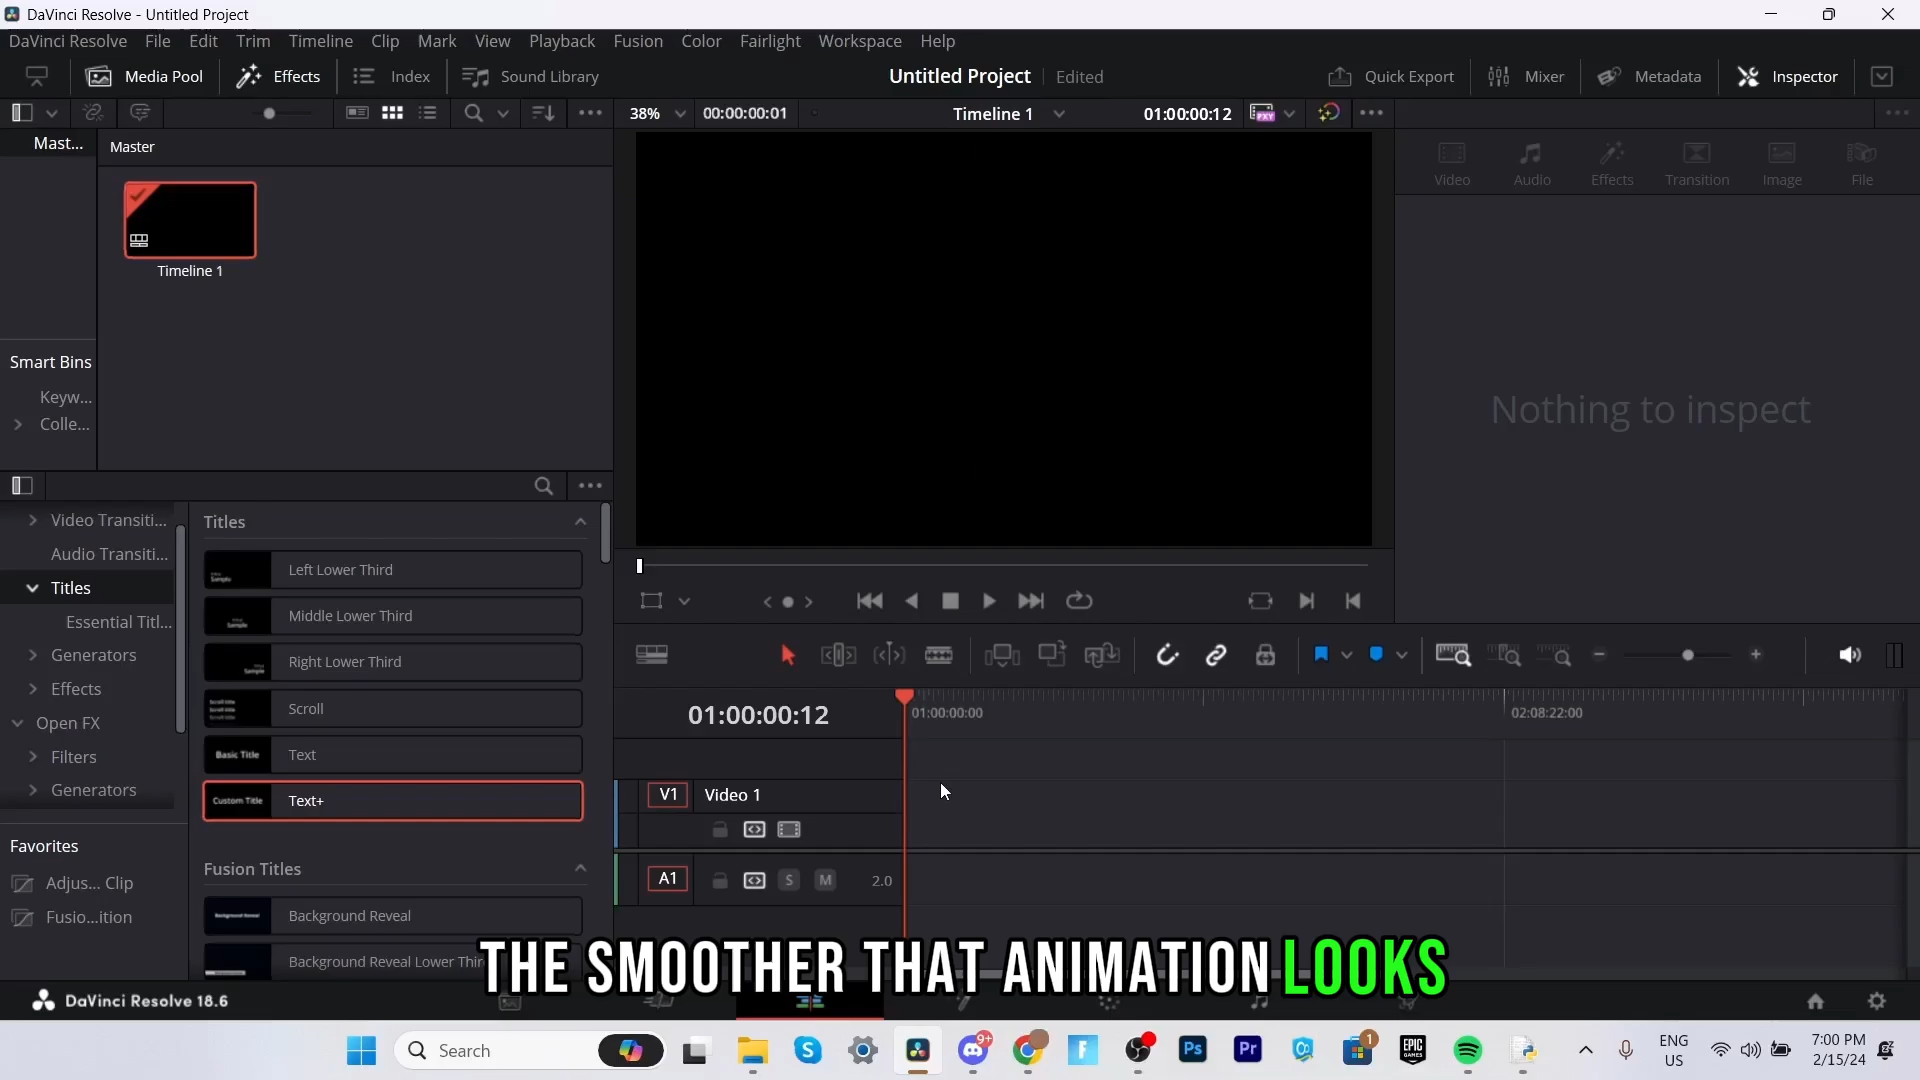 DaVinci Resolve - Untitled Project
DaVinci Resolve File Edit Trim Timeline Clip Mark View Playback Fusion Color Fairlight Workspace Help
Media Pool Effects Index Sound Library Untitled Project Edited Quick Export Mixer Metadata Inspector
38% 00:00:00:01 Timeline 1 01:00:00:12
Mast... Master
Video Audio Effects Transition Image File
Timeline 1
Smart Bins
Keyw...
Colle...
Nothing to inspect
Video Transiti...
Audio Transiti...
Titles
Essential Titl...
Generators
Effects
Open FX
Filters
Generators
Favorites
Adjus... Clip
Fusio...ition
Titles
Left Lower Third
Middle Lower Third
Right Lower Third
Scroll
Basic Title Text
Custom Title Text+
Fusion Titles
Background Reveal
Background Reveal Lower Thir
01:00:00:12 01:00:00:00 02:08:22:00
V1 Video 1
A1 S M 2.0
THE SMOOTHER THAT ANIMATION LOOKS
DaVinci Resolve 18.6
Search 9+ Ps Pr 1 EPIC GAMES ENG US 7:00 PM 2/15/24